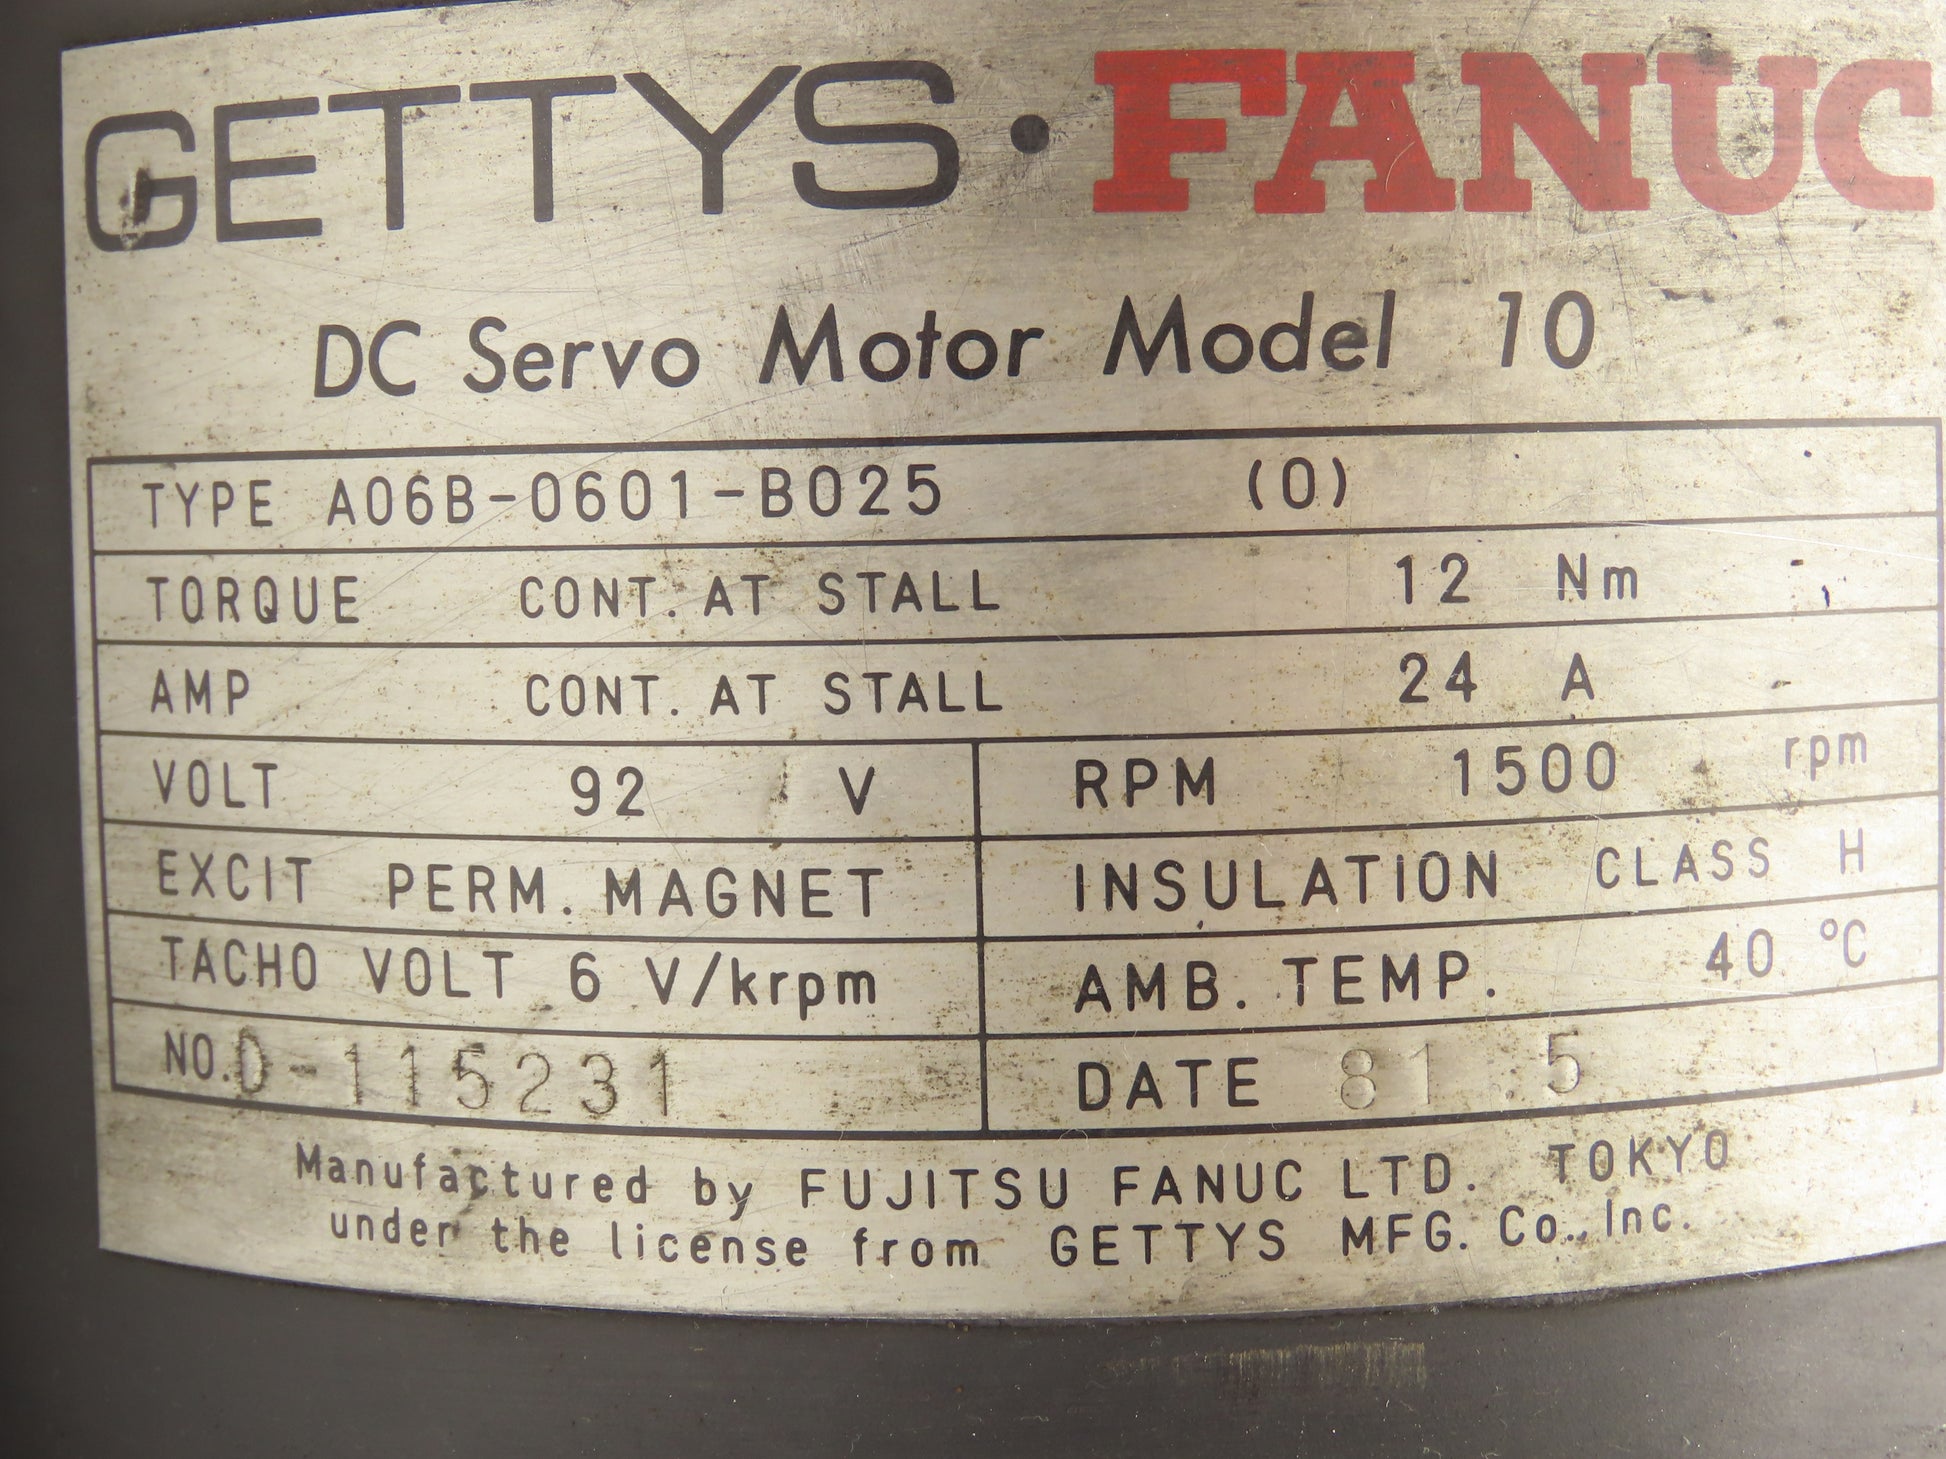 GETTYS · FANUC
DC Servo Motor Model 10
TYPE A06B-0601-B025 (0)
TORQUE CONT. AT STALL 12 Nm
AMP CONT. AT STALL 24 A
VOLT 92 V RPM 1500 rpm
EXCIT PERM. MAGNET INSULATION CLASS H
TACHO VOLT 6 V/krpm AMB. TEMP. 40 °C
NO. D-115231 DATE 81.5
Manufactured by FUJITSU FANUC LTD. TOKYO
under the license from GETTYS MFG. Co., Inc.